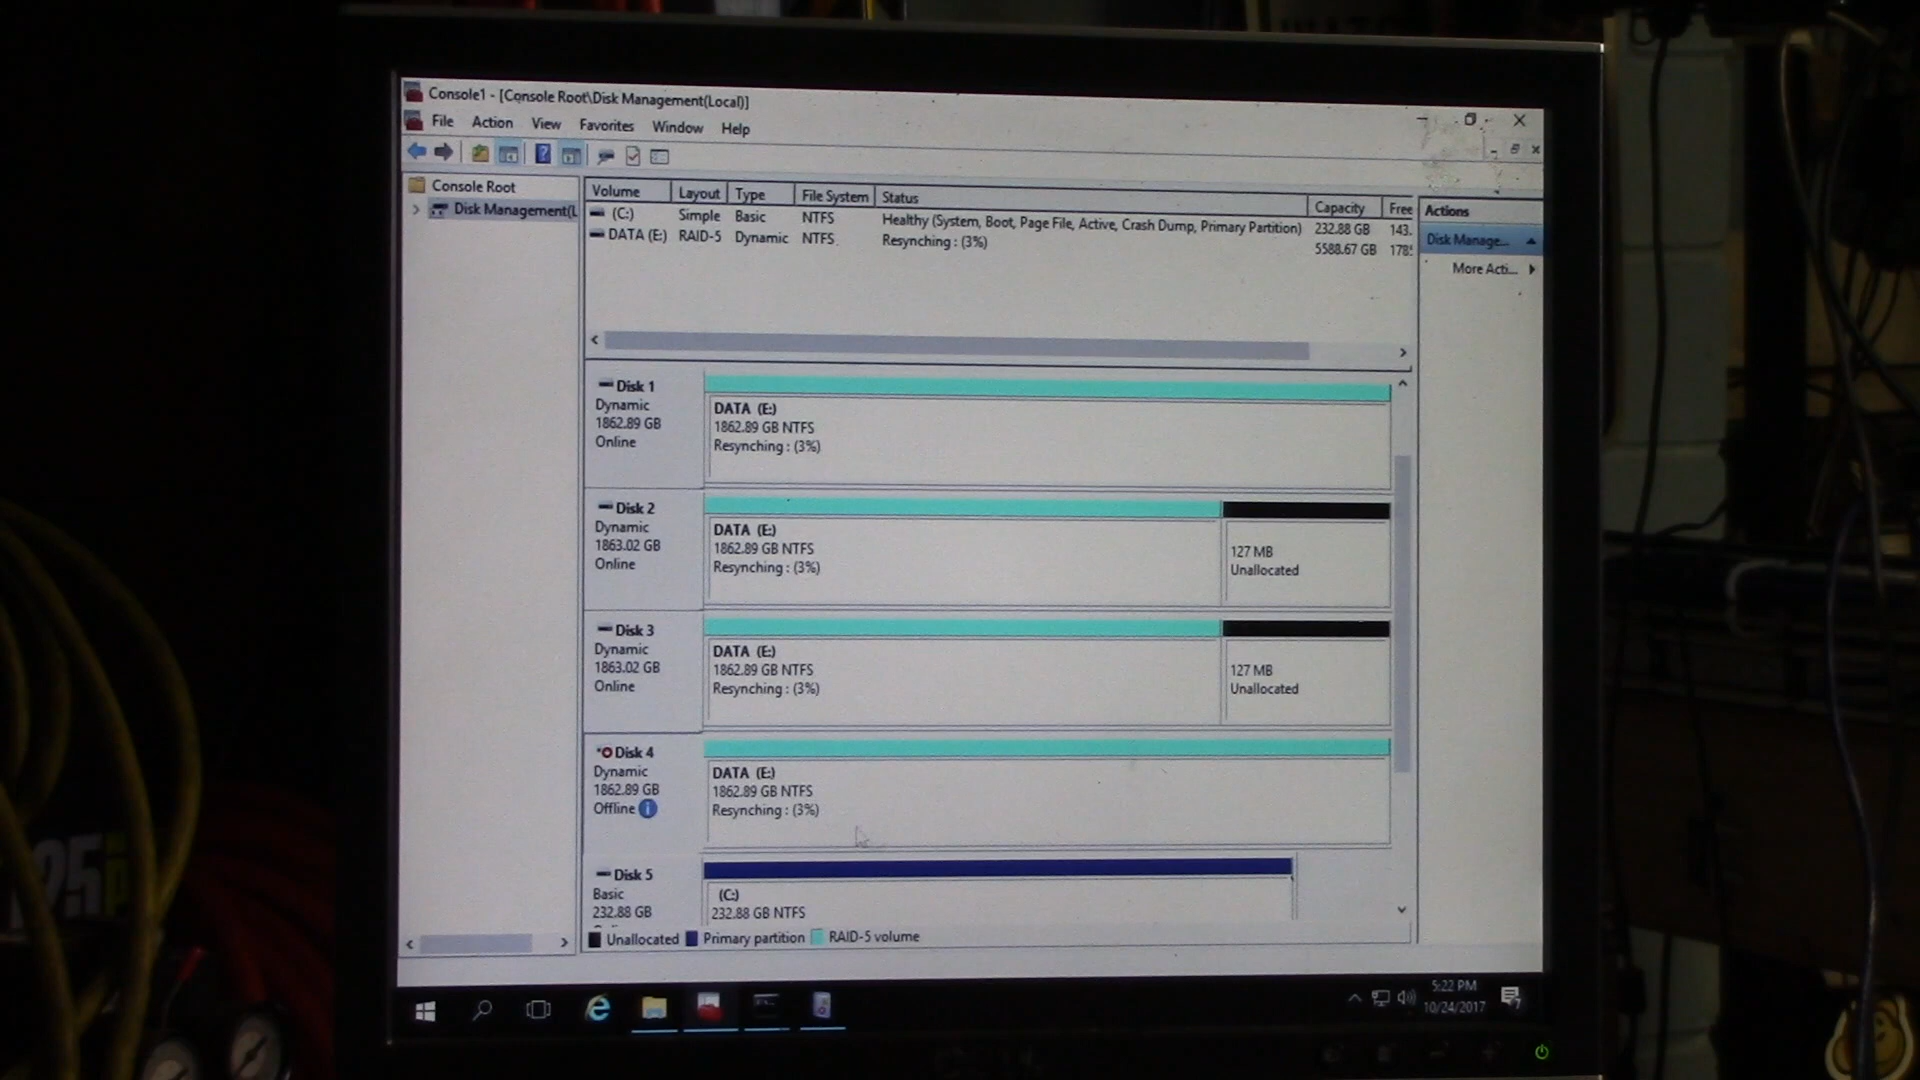 Console1 - [Console Root\Disk Management(Local)]
File Action View Favorites Window Help
Console Root
Disk Management(L
Volume Layout Type File System Status Capacity Free
(C:) Simple Basic NTFS Healthy (System, Boot, Page File, Active, Crash Dump, Primary Partition) 232.88 GB 143.
DATA (E:) RAID-5 Dynamic NTFS Resynching : (3%) 5588.67 GB
Actions
Disk Manage...
More Acti...
Disk 1
Dynamic
1862.89 GB
Online
DATA (E:)
1862.89 GB NTFS
Resynching : (3%)
Disk 2
Dynamic
1863.02 GB
Online
DATA (E:)
1862.89 GB NTFS
Resynching : (3%)
127 MB
Unallocated
Disk 3
Dynamic
1863.02 GB
Online
DATA (E:)
1862.89 GB NTFS
Resynching : (3%)
127 MB
Unallocated
Disk 4
Dynamic
1862.89 GB
Offline
DATA (E:)
1862.89 GB NTFS
Resynching : (3%)
Disk 5
Basic
232.88 GB
(C:)
232.88 GB NTFS
Unallocated Primary partition RAID-5 volume
5:22 PM
10/24/2017